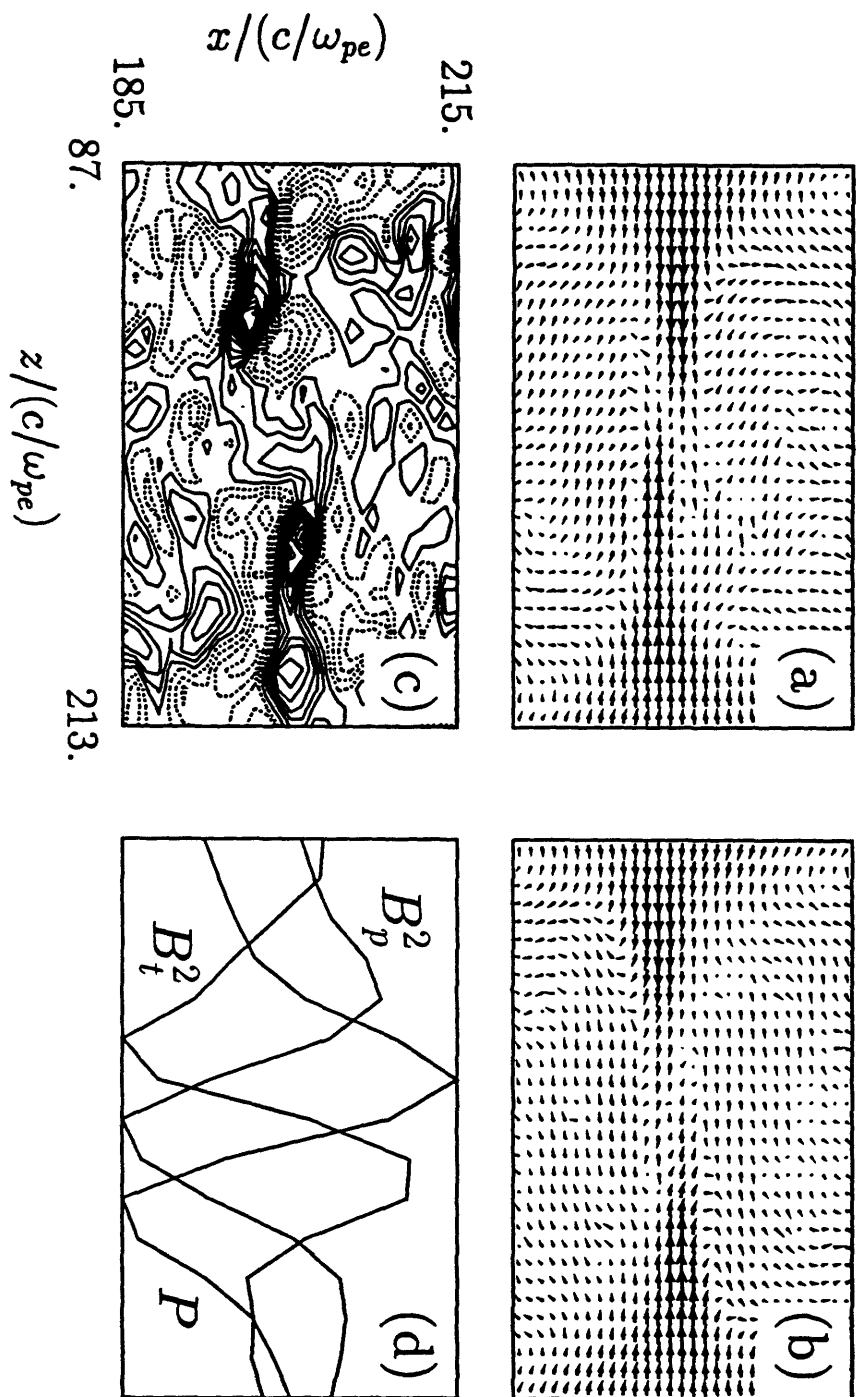 (a)
(b)
215.
x/(c/ω_pe)
185.
(c)
87.
z/(c/ω_pe)
213.
B_p^2
B_t^2
P
(d)